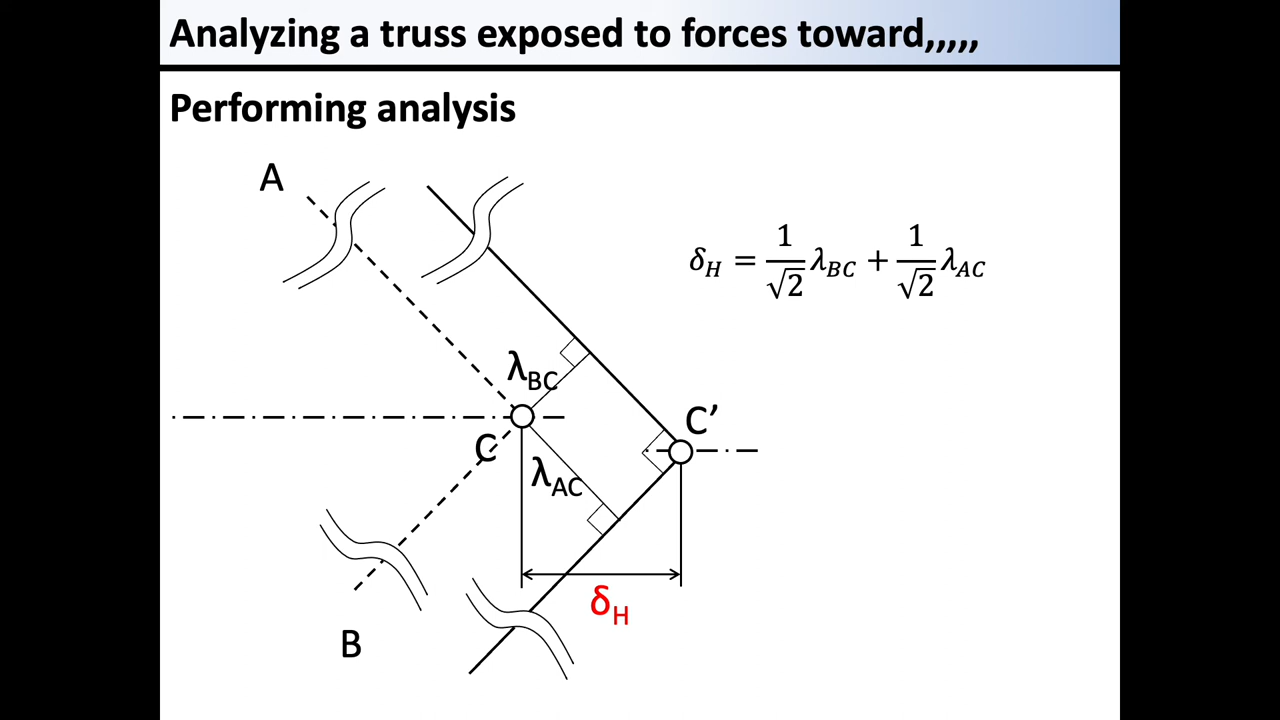 Analyzing a truss exposed to forces toward,,,,,
Performing analysis
A
δ_H = 1/√2 λ_BC + 1/√2 λ_AC
λ_BC
C'
C
λ_AC
δ_H
B